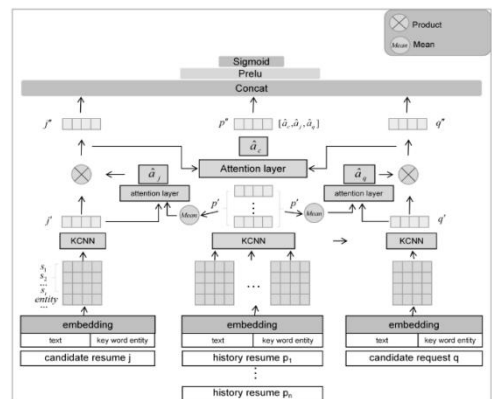 Product
Mean Mean
Sigmoid
Prelu
Concat
j'' p'' [â_c, â_j, â_q] q''
â_c
Attention layer
â_j â_q
attention layer attention layer
j' Mean p' p' Mean q'
KCNN KCNN KCNN
s_1
s_2
...
entity
...
... 
embedding embedding embedding
text key word entity text key word entity text key word entity
candidate resume j history resume p_1 candidate request q
history resume p_n